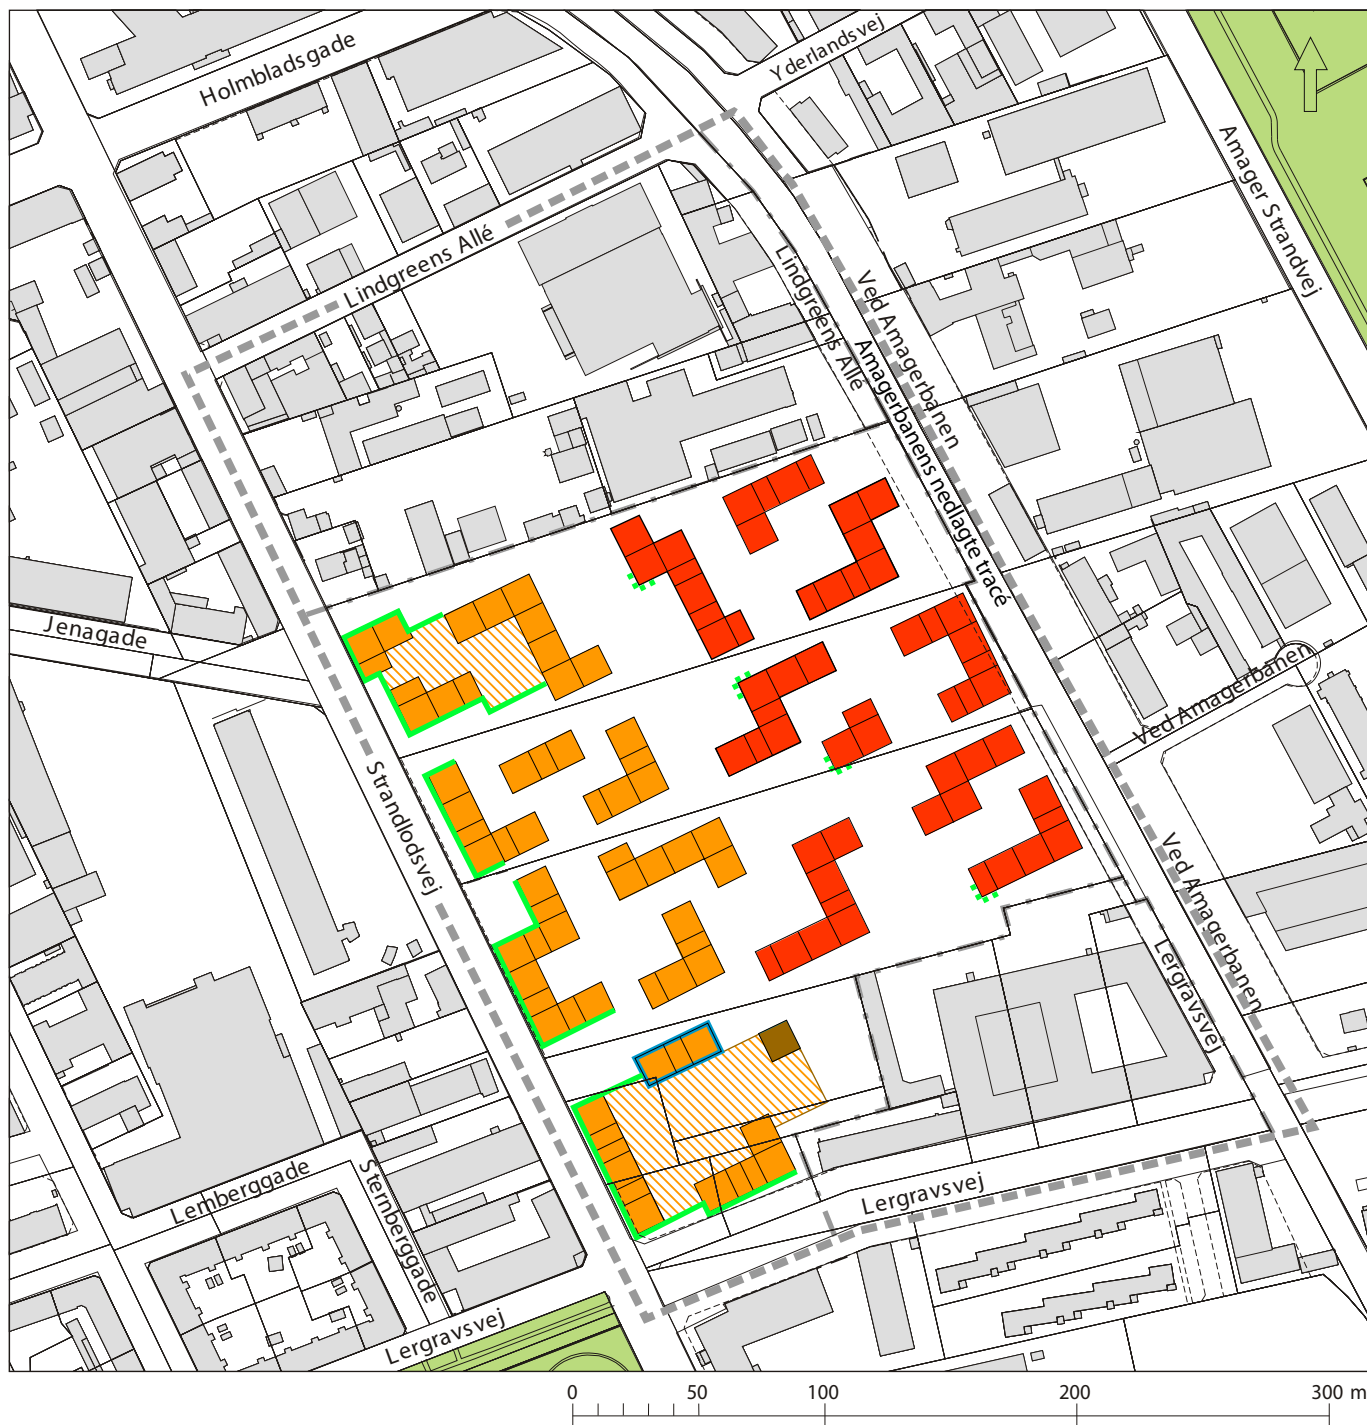 Holmbladsgade
Yderlandsvej
Amager Strandvej
Lindgreens Allé
Lindgreens Allé
Ved Amagerbanen
Amagerbanens nedlagte tracé
Jenagade
Ved Amagerbanen
Strandlodsvej
Ved Amagerbanen
Lergravsvej
Lemberggade
Sternberggade
Lergravsvej
Lergravsvej
0 50 100 200 300 m